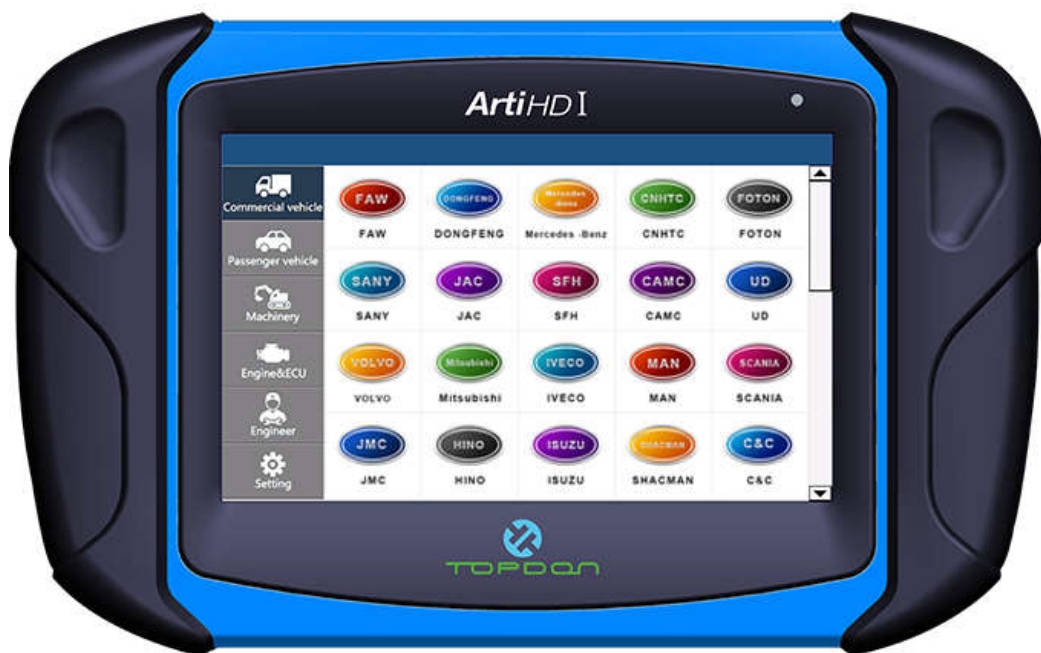 ArtiHD I
Commercial vehicle
Passenger vehicle
Machinery
Engine&ECU
Engineer
Setting
FAW DONGFENG Mercedes -Benz CNHTC FOTON
FAW DONGFENG Mercedes -Benz CNHTC FOTON
SANY JAC SFH CAMC UD
SANY JAC SFH CAMC UD
VOLVO Mitsubishi IVECO MAN SCANIA
VOLVO Mitsubishi IVECO MAN SCANIA
JMC HINO ISUZU SHACMAN C&C
JMC HINO ISUZU SHACMAN C&C
TOPDON